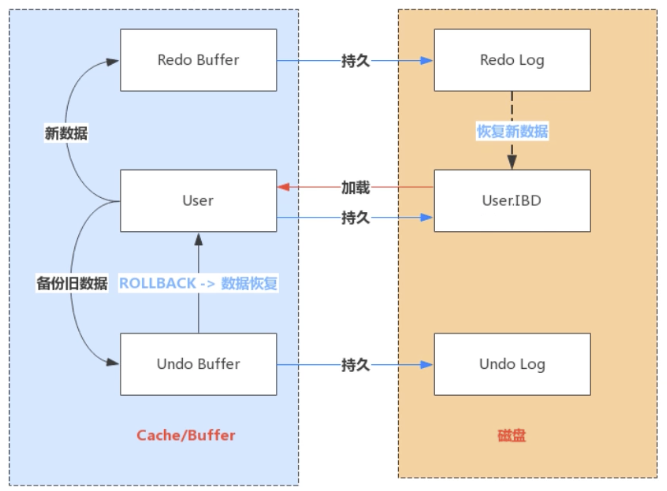 Redo Buffer
持久
Redo Log
新数据
恢复新数据
User
加载
持久
User.IBD
备份旧数据
ROLLBACK -> 数据恢复
Undo Buffer
持久
Undo Log
Cache/Buffer
磁盘